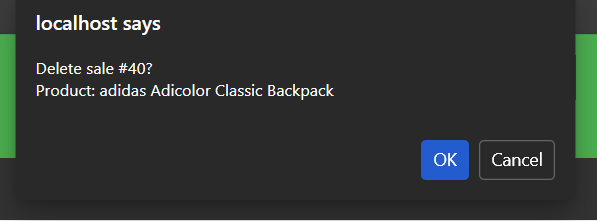 localhost says
Delete sale #40?
Product: adidas Adicolor Classic Backpack
OK
Cancel